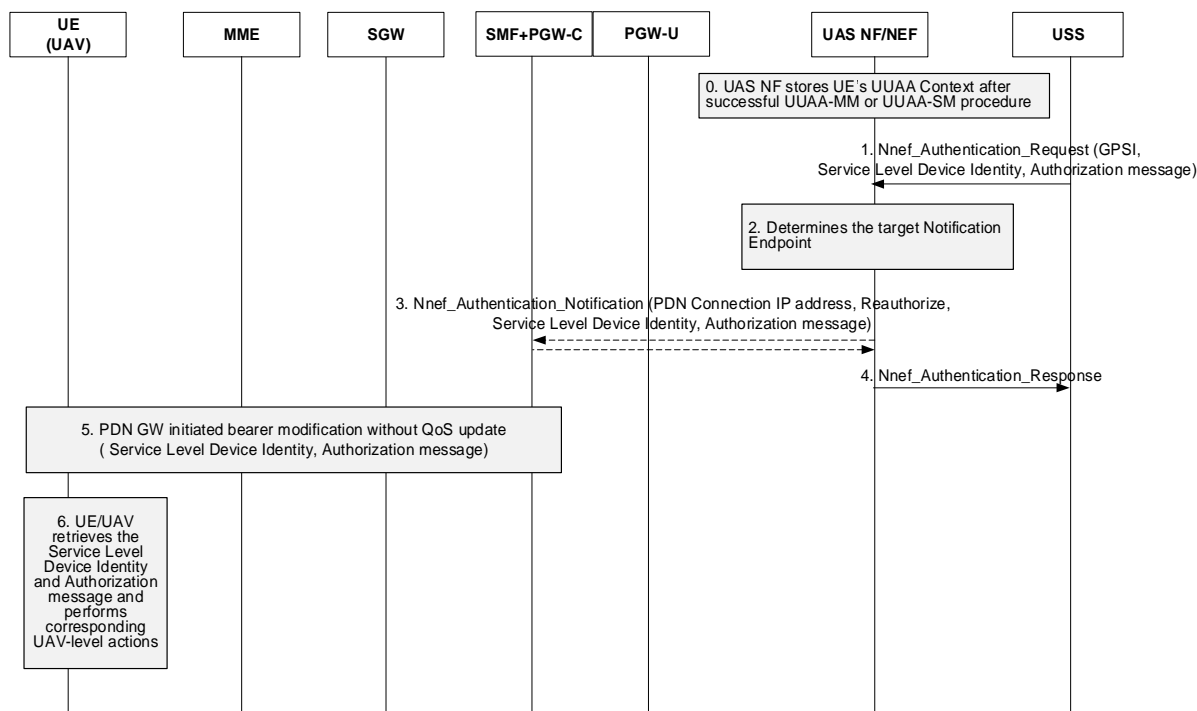 UE
(UAV)
MME
SGW
SMF+PGW-C
PGW-U
UAS NF/NEF
USS
0. UAS NF stores UE's UUAA Context after
successful UUAA-MM or UUAA-SM procedure
1. Nnef_Authentication_Request (GPSI,
Service Level Device Identity, Authorization message)
2. Determines the target Notification
Endpoint
3. Nnef_Authentication_Notification (PDN Connection IP address, Reauthorize,
Service Level Device Identity, Authorization message)
4. Nnef_Authentication_Response
5. PDN GW initiated bearer modification without QoS update
( Service Level Device Identity, Authorization message)
6. UE/UAV
retrieves the
Service Level
Device Identity
and Authorization
message and
performs
corresponding
UAV-level actions